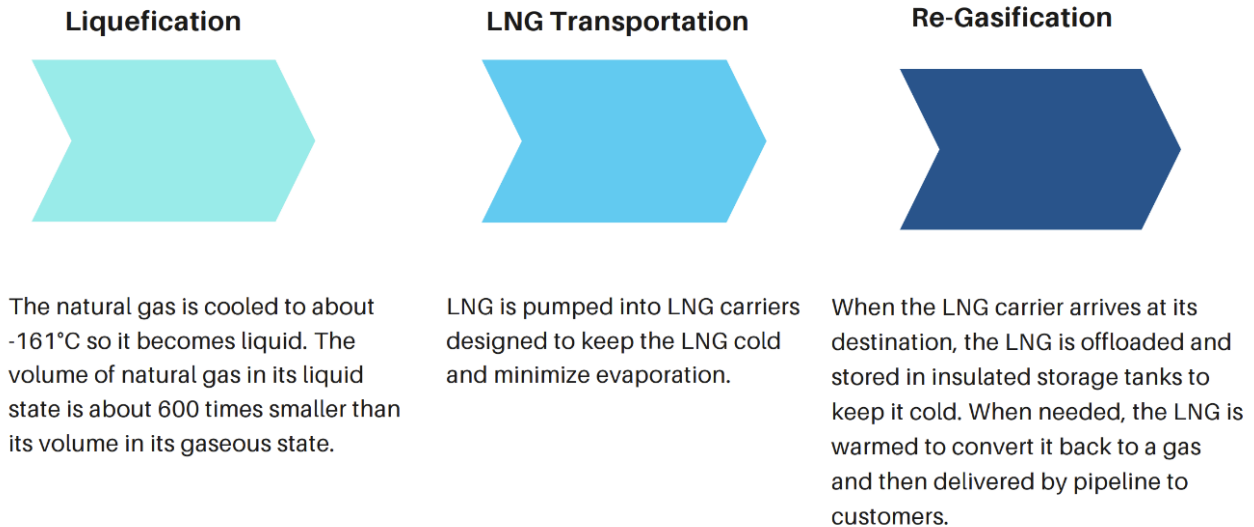 Liquefication
The natural gas is cooled to about
-161°C so it becomes liquid. The
volume of natural gas in its liquid
state is about 600 times smaller than
its volume in its gaseous state.
LNG Transportation
LNG is pumped into LNG carriers
designed to keep the LNG cold
and minimize evaporation.
Re-Gasification
When the LNG carrier arrives at its
destination, the LNG is offloaded and
stored in insulated storage tanks to
keep it cold. When needed, the LNG is
warmed to convert it back to a gas
and then delivered by pipeline to
customers.